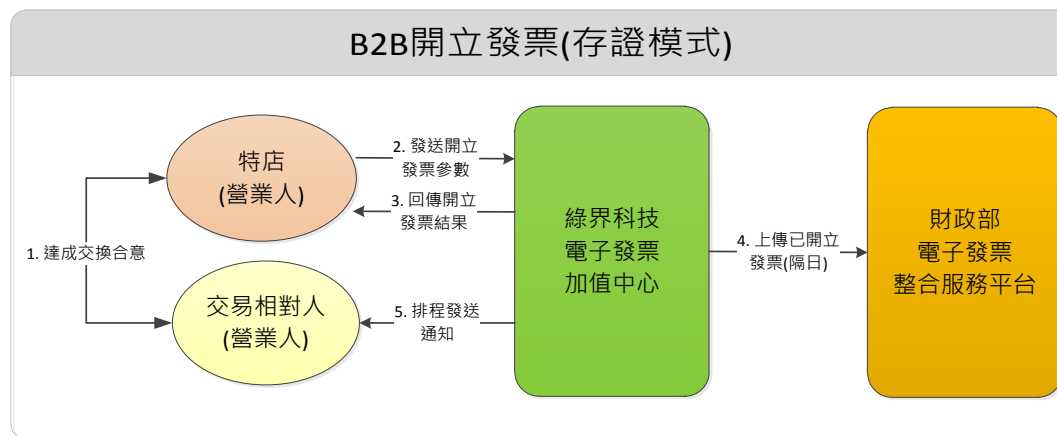 B2B開立發票(存證模式)
特店
(營業人)
2. 發送開立
發票參數
3. 回傳開立
發票結果
1. 達成交換合意
交易相對人
(營業人)
5. 排程發送
通知
綠界科技
電子發票
加值中心
4. 上傳已開立
發票(隔日)
財政部
電子發票
整合服務平台